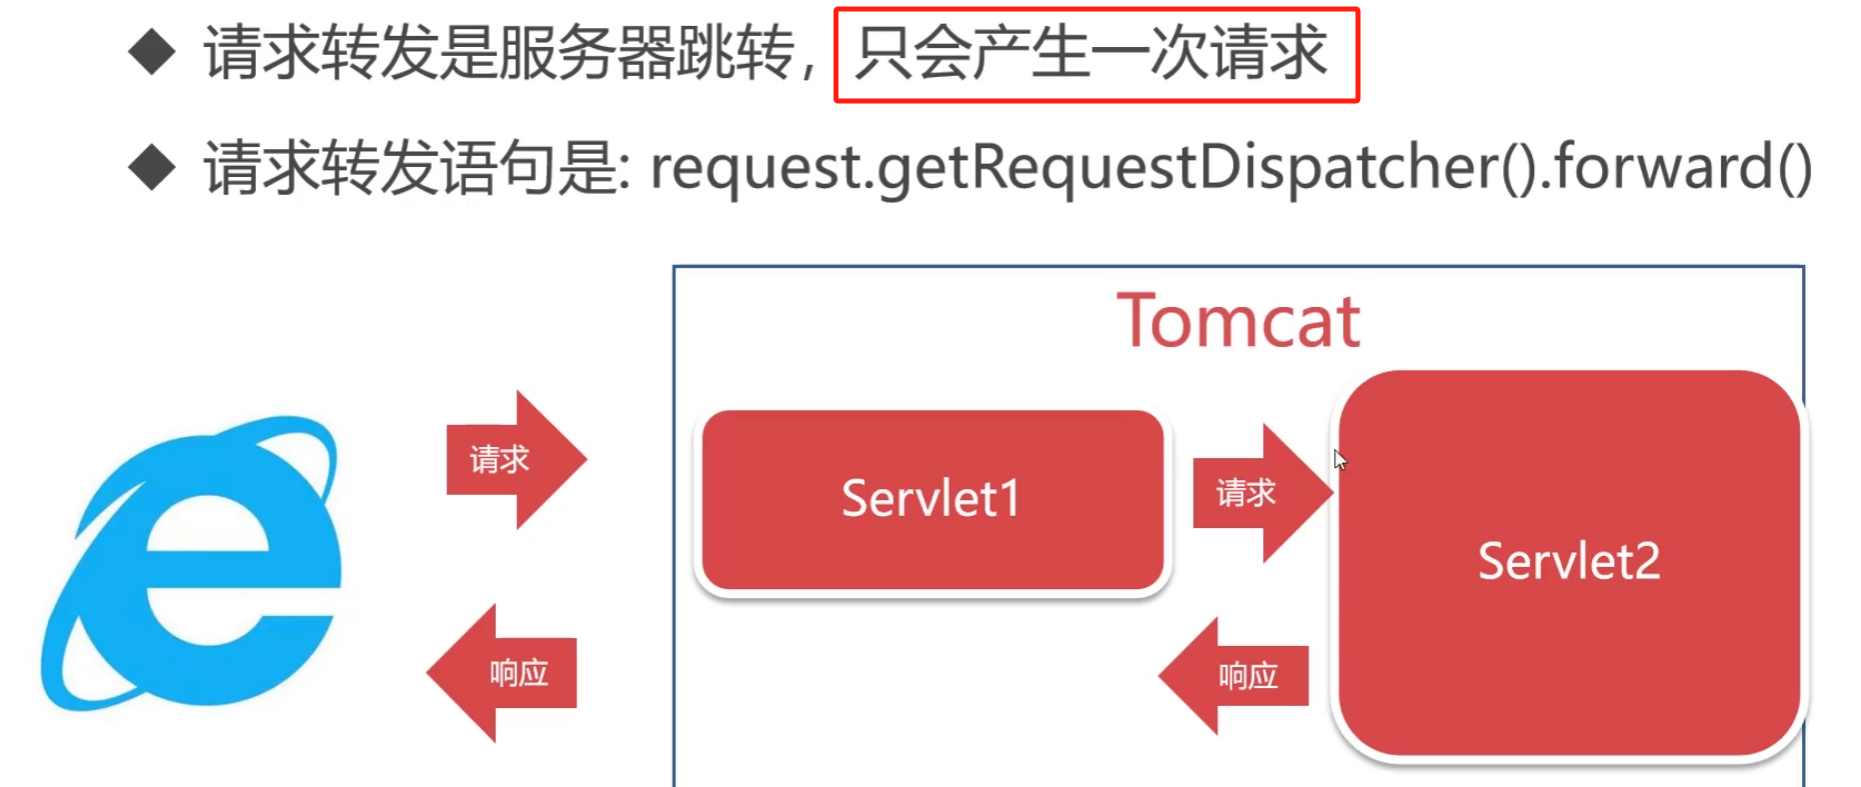 请求转发是服务器跳转，只会产生一次请求
请求转发语句是: request.getRequestDispatcher().forward()
Tomcat
请求
Servlet1
请求
Servlet2
响应
响应